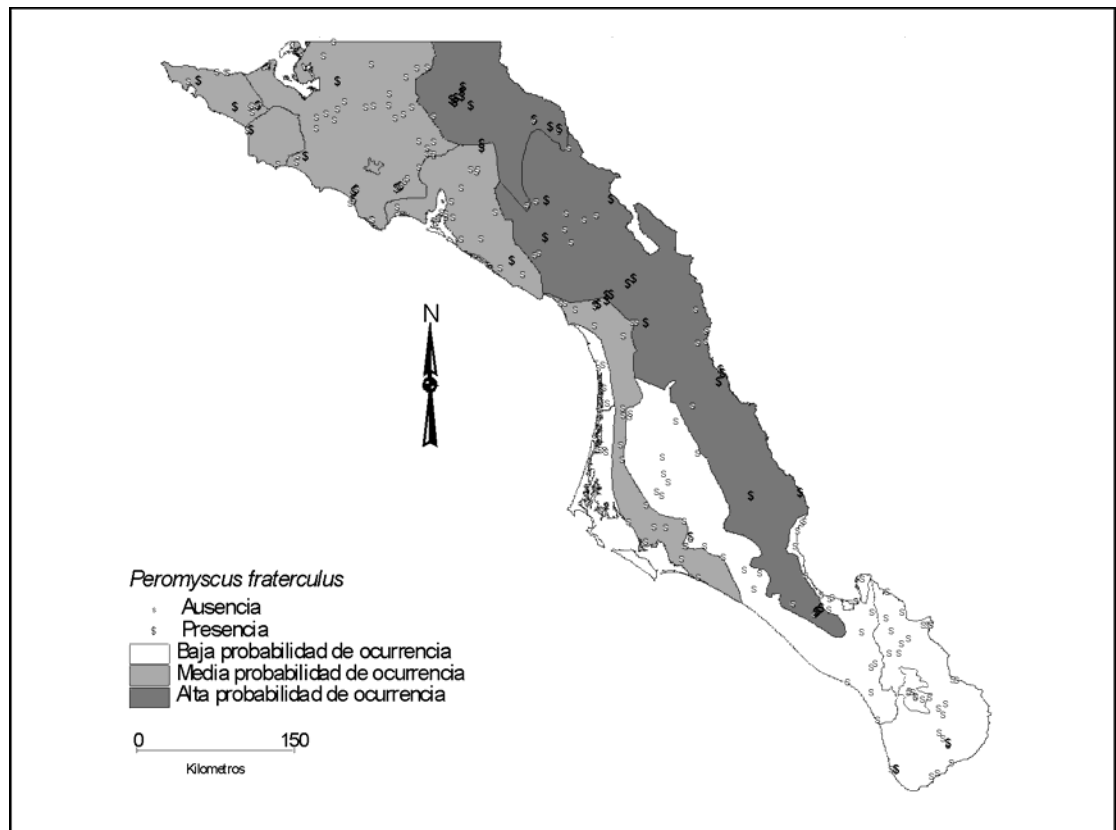 N
Peromyscus fraterculus
s Ausencia
$ Presencia
Baja probabilidad de ocurrencia
Media probabilidad de ocurrencia
Alta probabilidad de ocurrencia
0 150
Kilometros